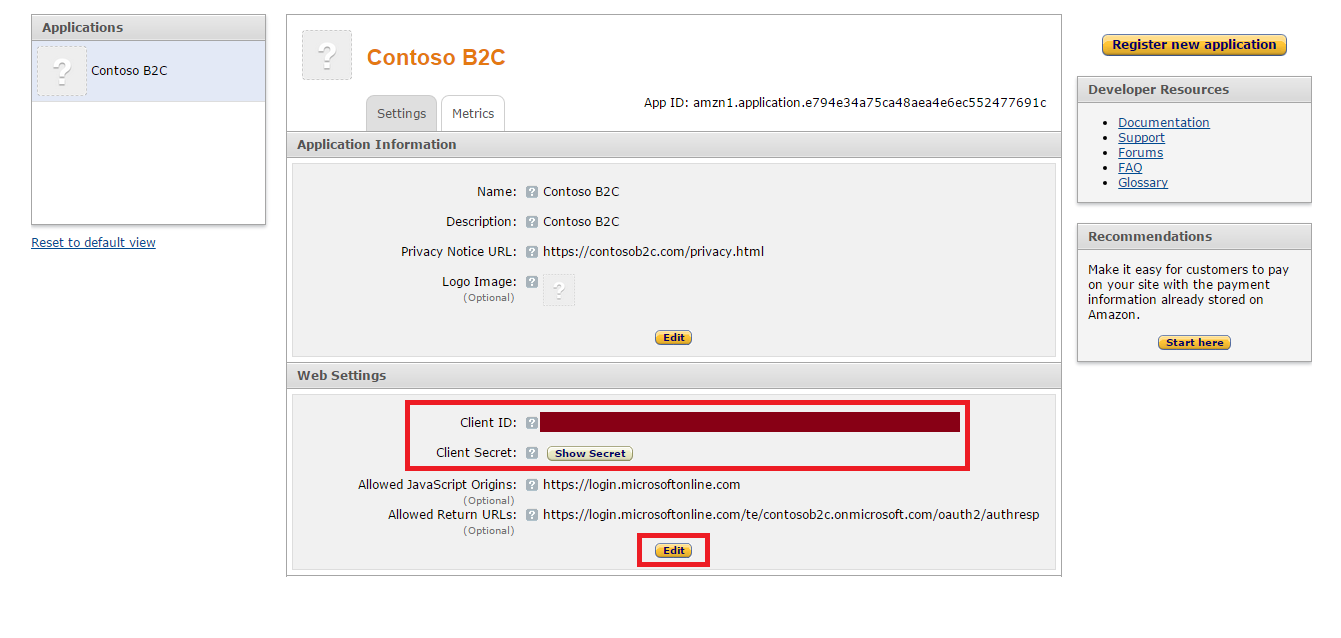 Applications
Contoso B2C
Reset to default view
Contoso B2C
Settings
Metrics
App ID: amzn1.application.e794e34a75ca48aea4e6ec552477691c
Application Information
Name: ? Contoso B2C
Description: ? Contoso B2C
Privacy Notice URL: ? https://contosob2c.com/privacy.html
Logo Image: ? ?
(Optional)
Edit
Web Settings
Client ID: ?
Client Secret: ? Show Secret
Allowed JavaScript Origins: ? https://login.microsoftonline.com
(Optional)
Allowed Return URLs: ? https://login.microsoftonline.com/te/contosob2c.onmicrosoft.com/oauth2/authresp
(Optional)
Edit
Register new application
Developer Resources
Documentation
Support
Forums
FAQ
Glossary
Recommendations
Make it easy for customers to pay
on your site with the payment
information already stored on
Amazon.
Start here